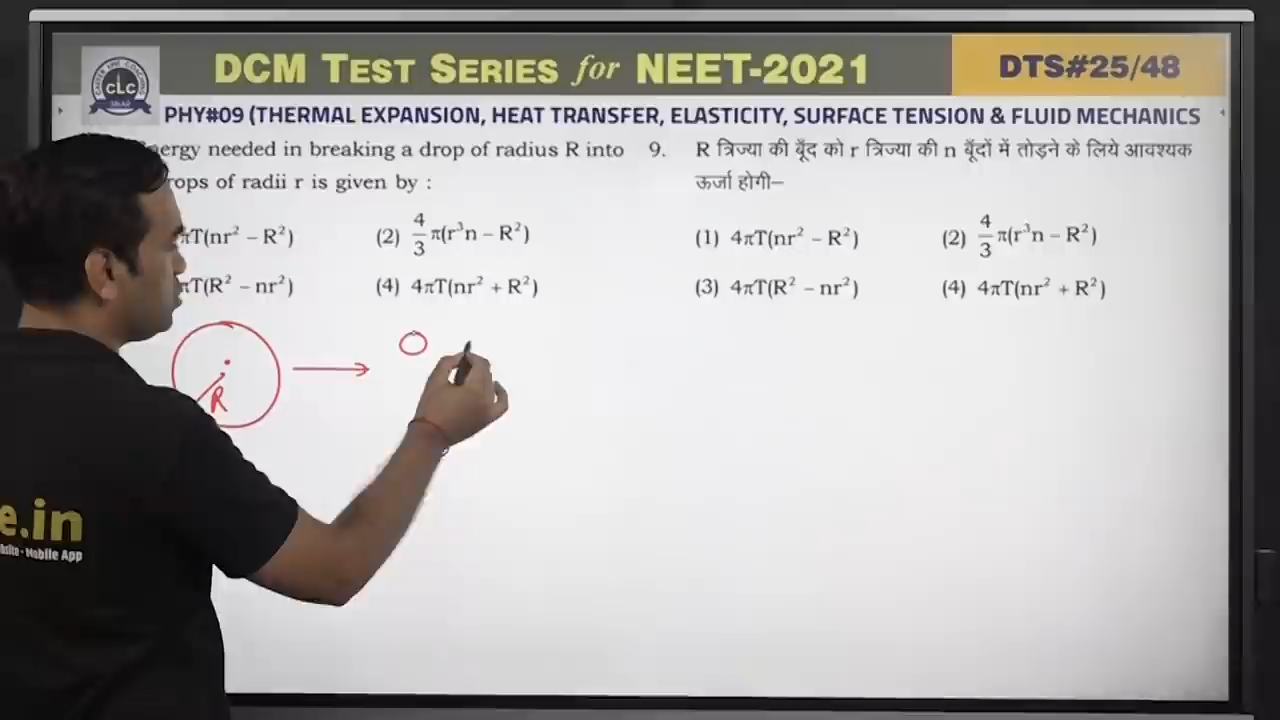 CLC
DCM TEST SERIES for NEET-2021
DTS#25/48
PHY#09 (THERMAL EXPANSION, HEAT TRANSFER, ELASTICITY, SURFACE TENSION & FLUID MECHANICS
needed in breaking a drop of radius R into
of radii r is given by :
πT(nr² – R²)
(2) 4/3 π(r³n – R²)
πT(R² – nr²)
(4) 4πT(nr² + R²)
9. R त्रिज्या की बूँद को r त्रिज्या की n बूँदों में तोड़ने के लिये आवश्यक
ऊर्जा होगी–
(1) 4πT(nr² – R²)
(2) 4/3 π(r³n – R²)
(3) 4πT(R² – nr²)
(4) 4πT(nr² + R²)
R
e.in
Mobile App